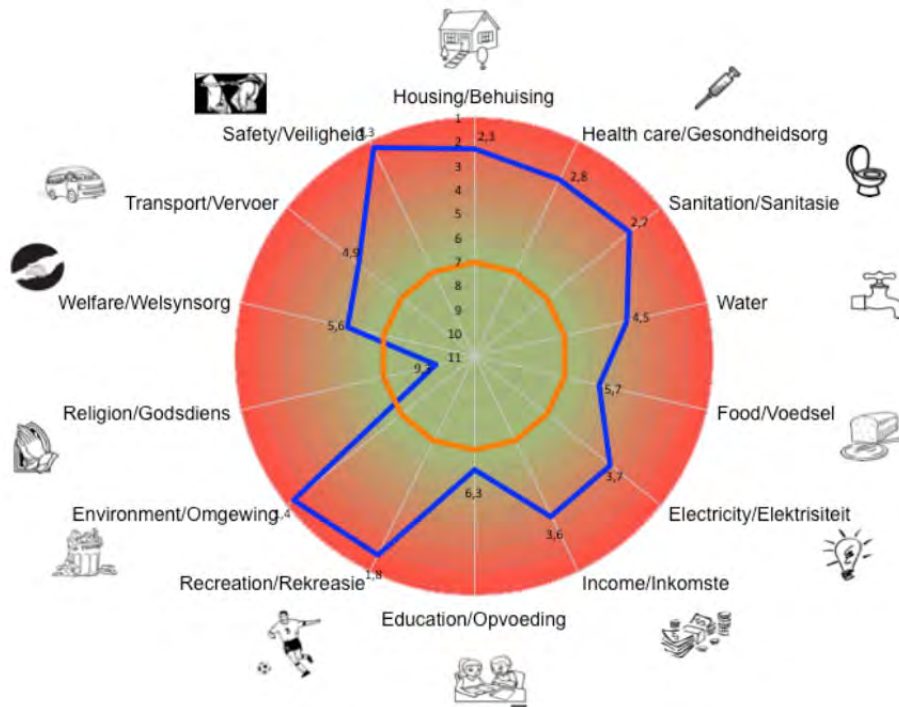 Housing/Behuising
Safety/Veiligheid
Health care/Gesondheidsorg
Transport/Vervoer
Sanitation/Sanitasie
Welfare/Welsynsorg
Water
Religion/Godsdiens
Food/Voedsel
Environment/Omgewing
Electricity/Elektrisiteit
Recreation/Rekreasie
Income/Inkomste
Education/Opvoeding
1
2
3
4
5
6
7
8
9
10
11
2,3
2,8
4,5
5,7
3,7
3,6
6,3
1,8
5,6
4,9